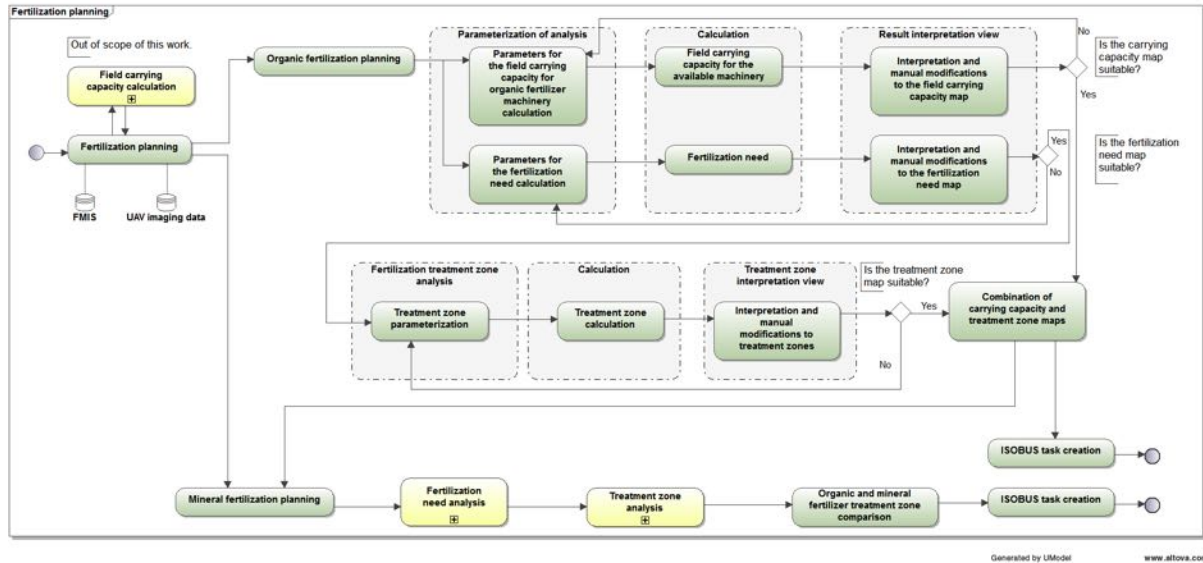 Fertilization planning
Out of scope of this work.
Field carrying
capacity calculation
Fertilization planning
FMIS
UAV imaging data
Organic fertilization planning
Parameterization of analysis
Parameters for
the field carrying
capacity for
organic fertilizer
machinery calculation
Parameters for
the fertilization
need calculation
Calculation
Field carrying
capacity for the
available machinery
Fertilization need
Result interpretation view
Interpretation and
manual modifications
to the field carrying
capacity map
Interpretation and
manual modifications
to the fertilization
need map
No
Is the carrying
capacity map
suitable?
Yes
Yes
Is the fertilization
need map
suitable?
No
Fertilization treatment zone
analysis
Treatment zone
parameterization
Calculation
Treatment zone
calculation
Treatment zone
interpretation view
Interpretation and
manual
modifications to
treatment zones
Is the treatment zone
map suitable?
Yes
No
Combination of
carrying capacity and
treatment zone maps
ISOBUS task creation
Mineral fertilization planning
Fertilization
need analysis
Treatment zone
analysis
Organic and mineral
fertilizer treatment zone
comparison
ISOBUS task creation
Generated by UModel
www.altova.com